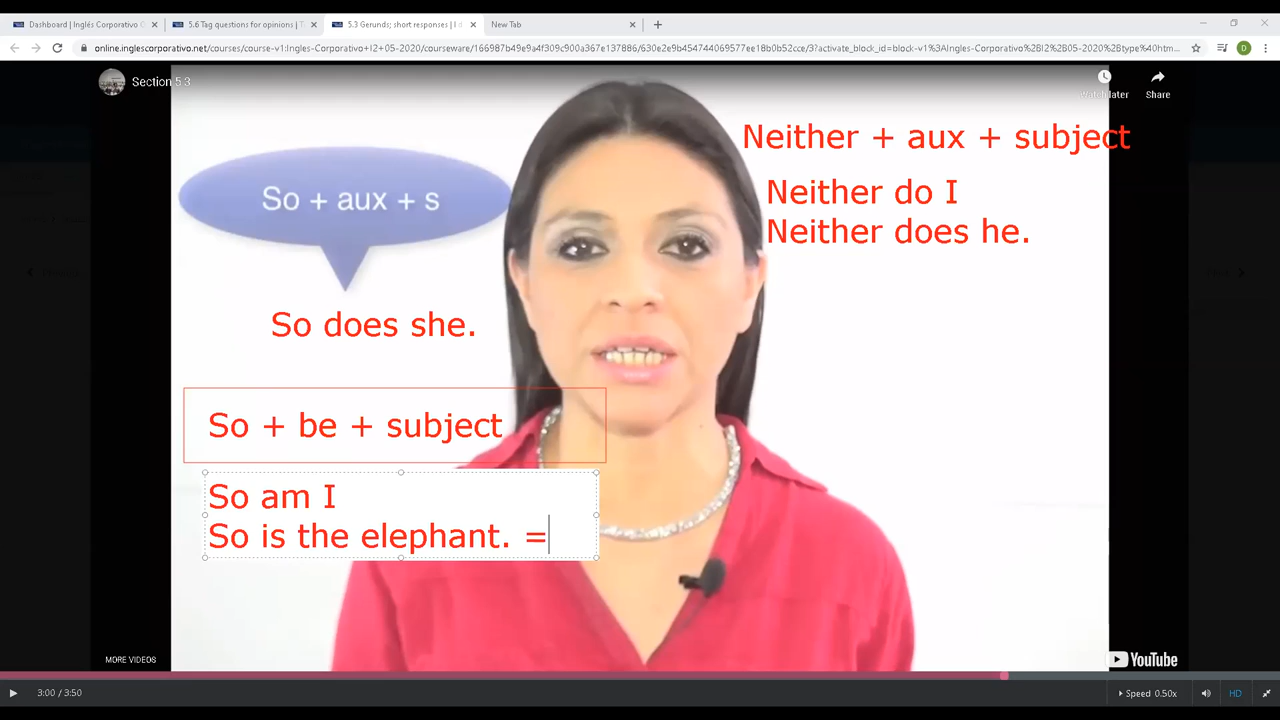 Dashboard | Inglés Corporativo O
5.6 Tag questions for opinions | T
5.3 Gerunds; short responses | I
New Tab
online.inglescorporativo.net/courses/course-v1:Ingles-Corporativo+I2+05-2020/courseware/166987b49e9a4f309c900a367e137886/630e2e9b4547440b9577ee18b0b52cce/3?activate_block_id=block-v1%3AIngles-Corporativo%2BI2%2B05-2020%2Btype%40htm...
Section 5.3
Watch later
Share
Neither + aux + subject
So + aux + s
Neither do I
Neither does he.
So does she.
So + be + subject
So am I
So is the elephant. =
MORE VIDEOS
YouTube
3:00 / 3:50
Speed 0.50x
HD